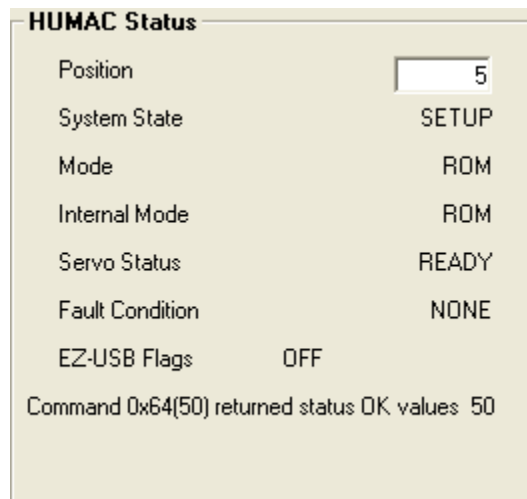 HUMAC Status
Position 5
System State SETUP
Mode ROM
Internal Mode ROM
Servo Status READY
Fault Condition NONE
EZ-USB Flags OFF
Command 0x64(50) returned status OK values 50